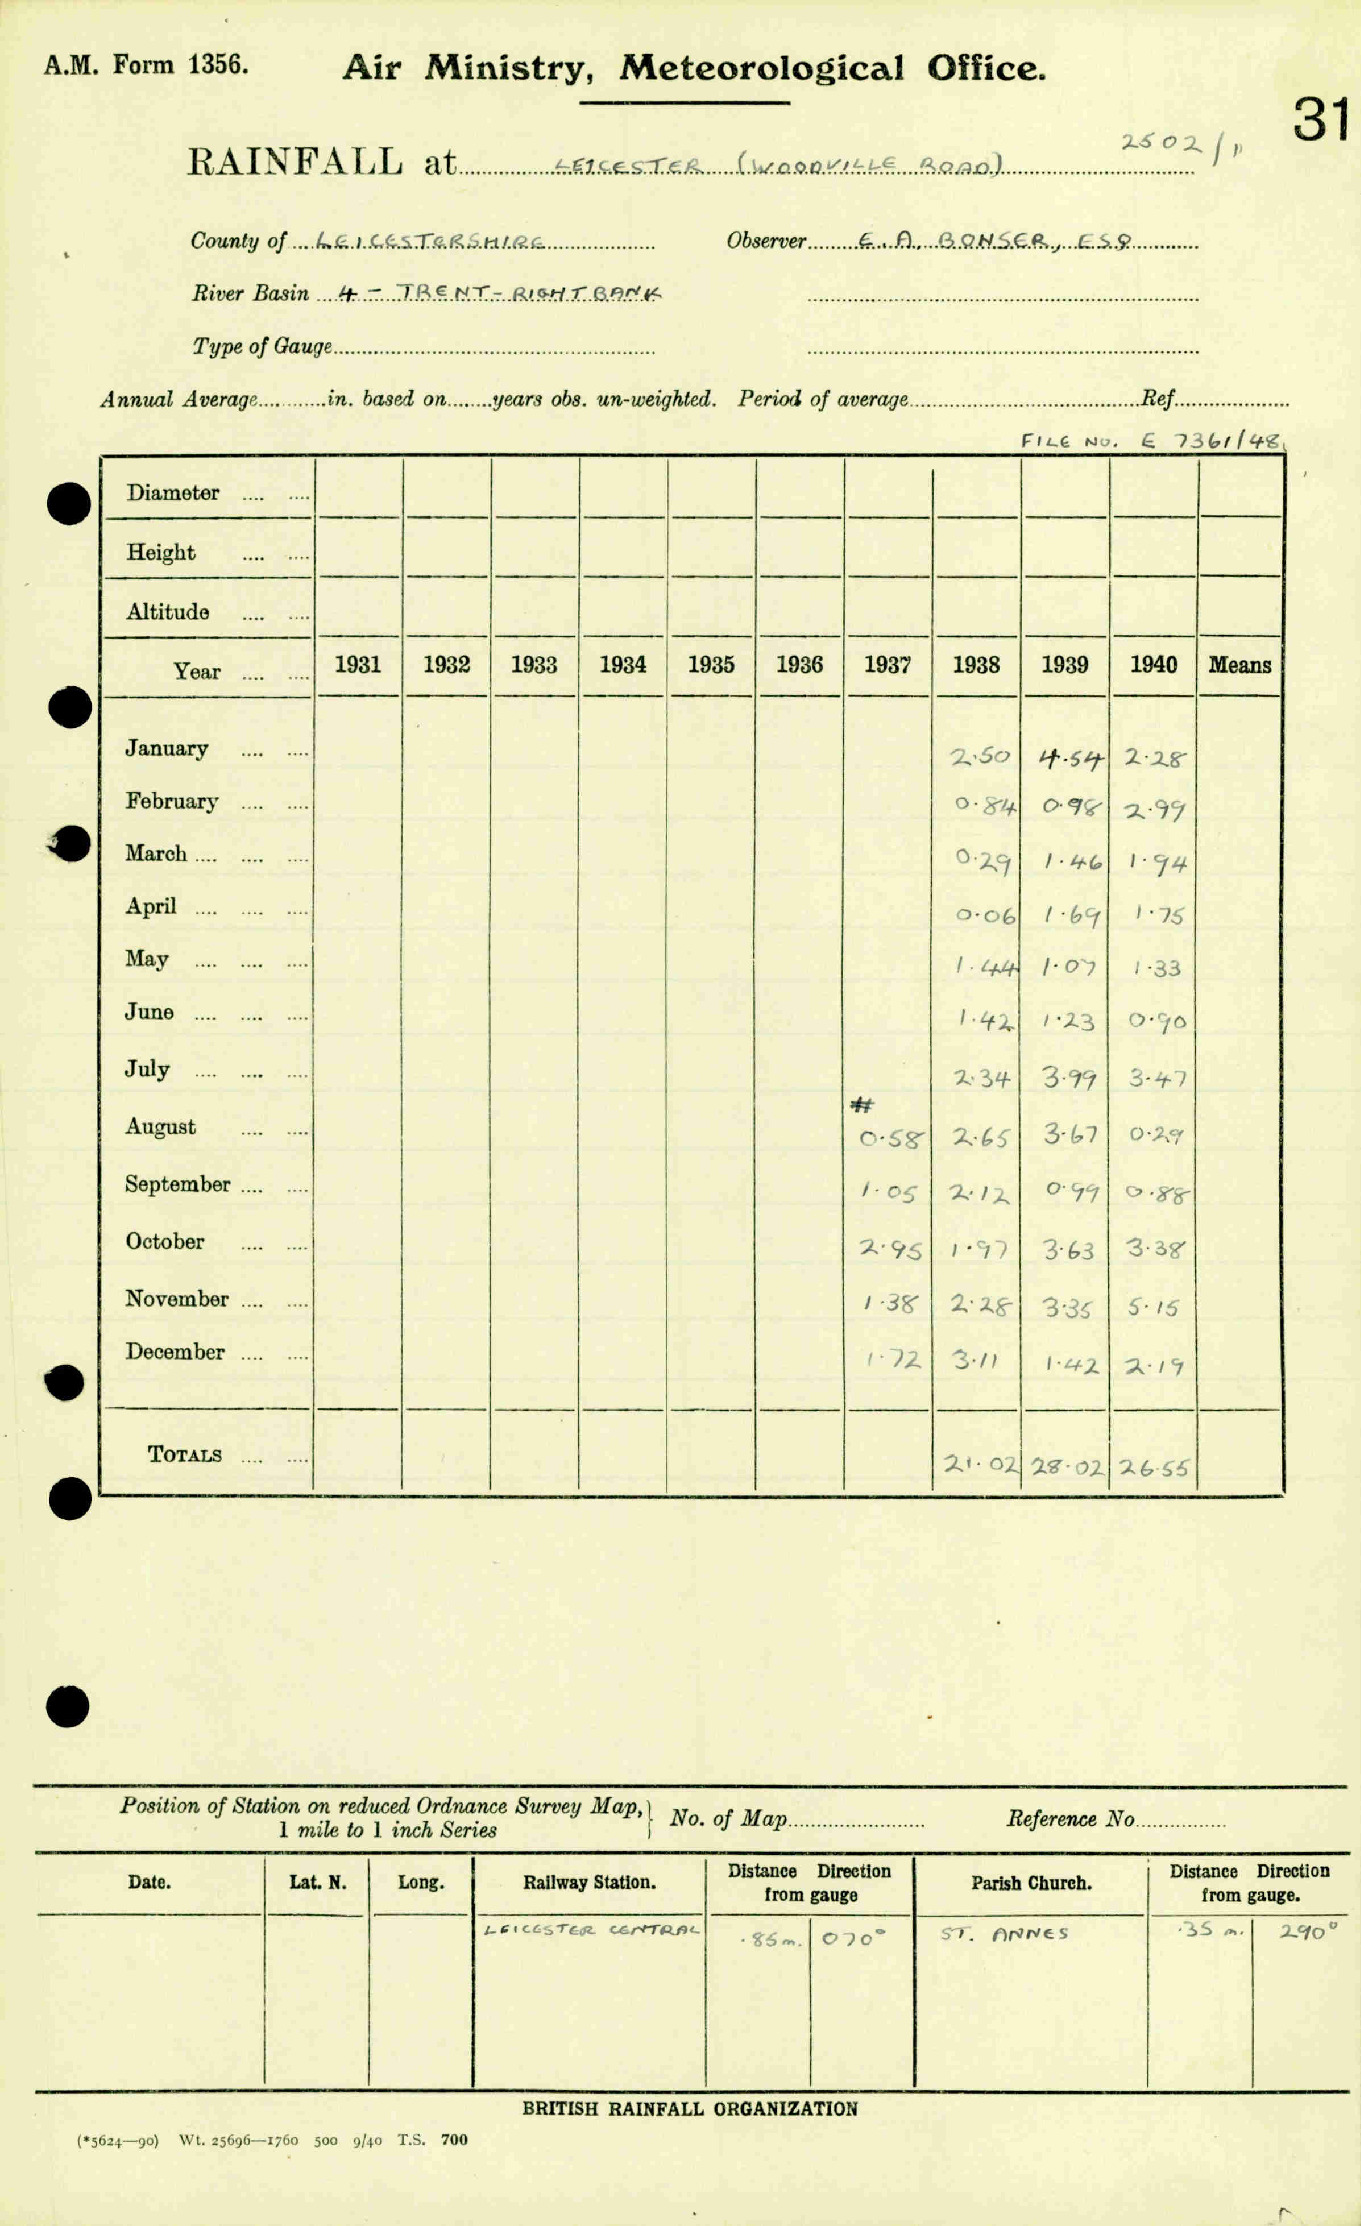 A.M. Form 1356. Air Ministry, Meteorological Office.
31
2502/11
RAINFALL at LEICESTER (WOODVILLE ROAD)
County of LEICESTERSHIRE Observer E. A. BONSER, ESQ
River Basin 4 - TRENT - RIGHT BANK
Type of Gauge
Annual Average in. based on years obs. un-weighted. Period of average Ref.
FILE NO. E 7361/48
Diameter
Height
Altitude
Year 1931 1932 1933 1934 1935 1936 1937 1938 1939 1940 Means
January 2.50 4.54 2.28
February 0.84 0.98 2.99
March 0.29 1.46 1.94
April 0.06 1.69 1.75
May 1.44 1.07 1.33
June 1.42 1.23 0.90
July 2.34 3.99 3.47
#
August 0.58 2.65 3.67 0.29
September 1.05 2.12 0.99 0.88
October 2.95 1.97 3.63 3.38
November 1.38 2.28 3.35 5.15
December 1.72 3.11 1.42 2.19
TOTALS 21.02 28.02 26.55
Position of Station on reduced Ordnance Survey Map, } No. of Map Reference No.
1 mile to 1 inch Series
Date. Lat. N. Long. Railway Station. Distance Direction from gauge Parish Church. Distance Direction from gauge.
LEICESTER CENTRAL .85m. 070° ST. ANNES .35 m. 290°
BRITISH RAINFALL ORGANIZATION
(*5624—90) Wt. 25696—1760 500 9/40 T.S. 700